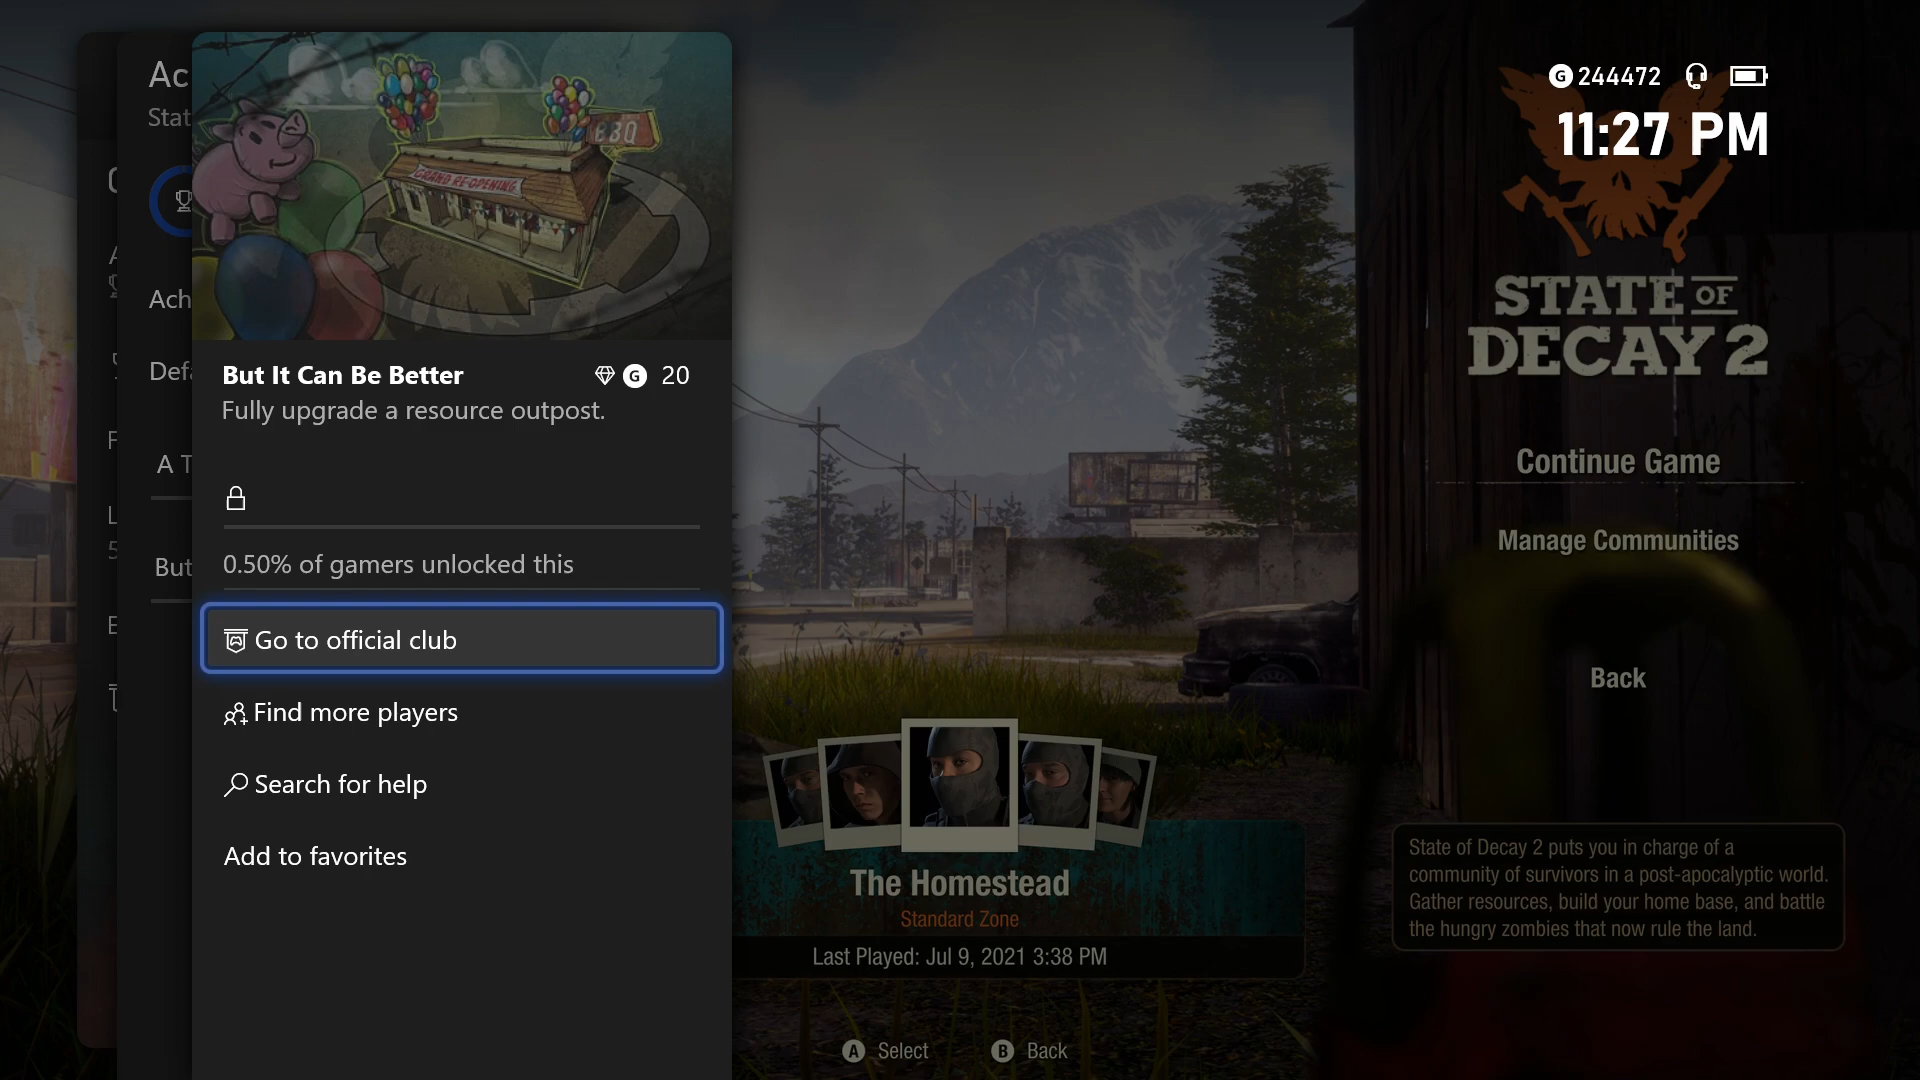 Ac
Stat
Ach
Defa
A T
But
BBQ
GRAND RE-OPENING
But It Can Be Better
G 20
Fully upgrade a resource outpost.
0.50% of gamers unlocked this
Go to official club
Find more players
Search for help
Add to favorites
G 244472
11:27 PM
STATE OF
DECAY 2
Continue Game
Manage Communities
Back
The Homestead
Standard Zone
Last Played: Jul 9, 2021 3:38 PM
State of Decay 2 puts you in charge of a
community of survivors in a post-apocalyptic world.
Gather resources, build your home base, and battle
the hungry zombies that now rule the land.
A Select
B Back